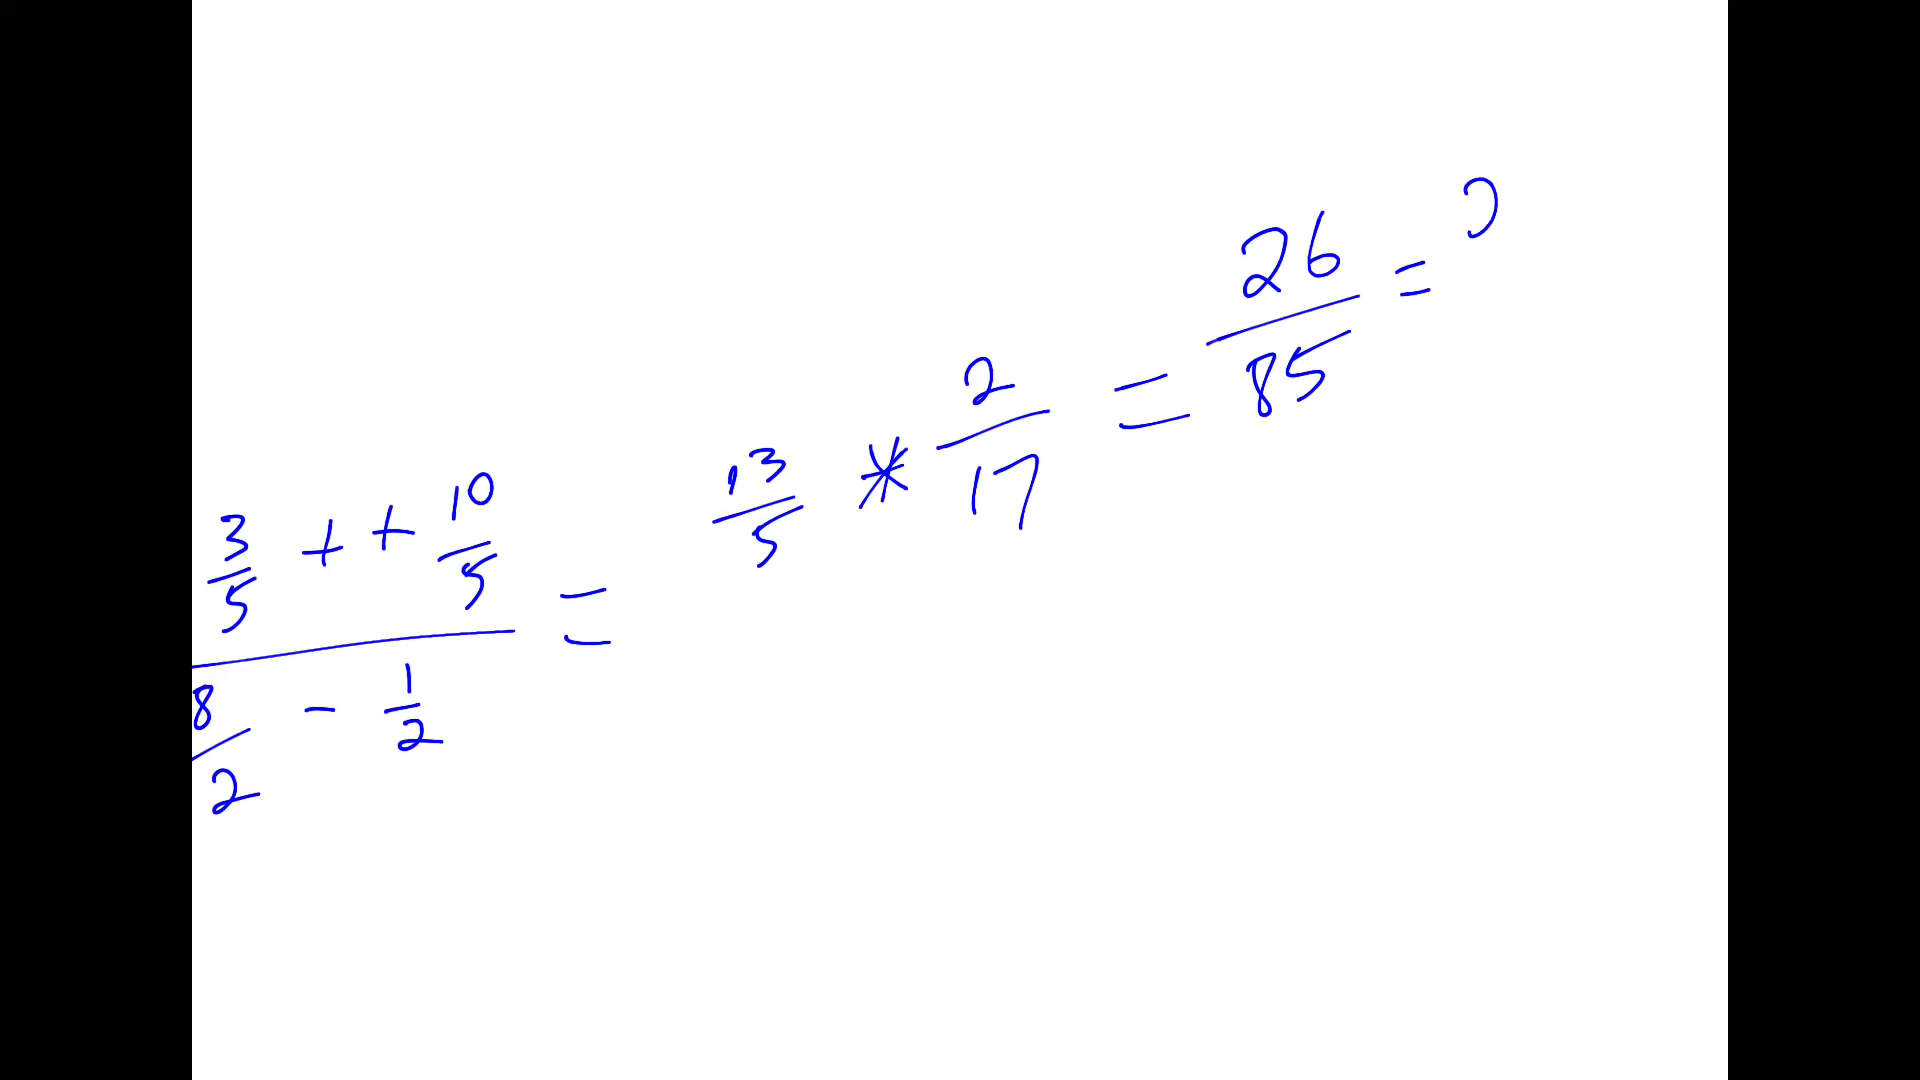 3/5 + + 10/5
8/2 - 1/2
= 13/5 * 2/17 = 26/85 =